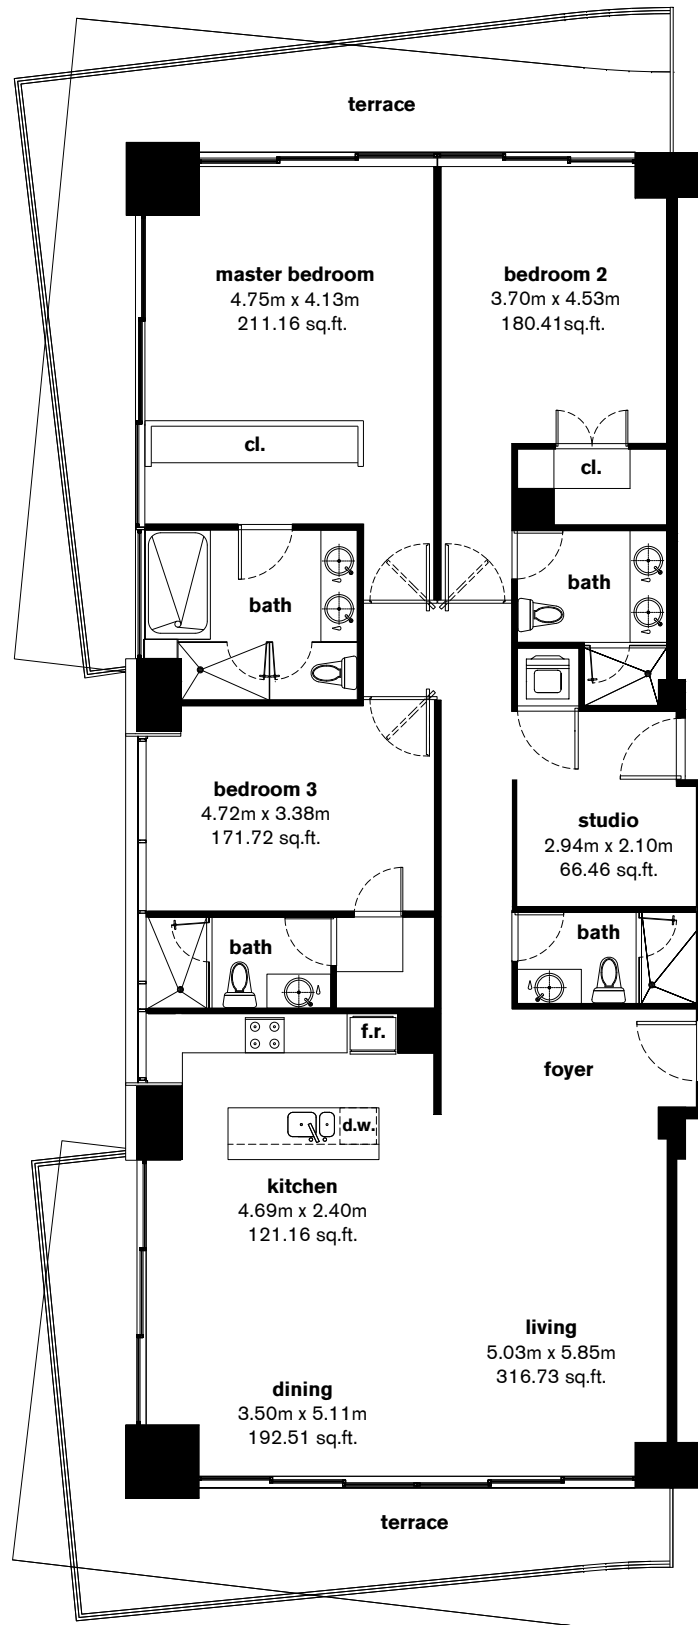 terrace
master bedroom
4.75m x 4.13m
211.16 sq.ft.
bedroom 2
3.70m x 4.53m
180.41sq.ft.
cl.
cl.
bath
bath
bedroom 3
4.72m x 3.38m
171.72 sq.ft.
studio
2.94m x 2.10m
66.46 sq.ft.
bath
bath
f.r.
foyer
d.w.
kitchen
4.69m x 2.40m
121.16 sq.ft.
living
5.03m x 5.85m
316.73 sq.ft.
dining
3.50m x 5.11m
192.51 sq.ft.
terrace